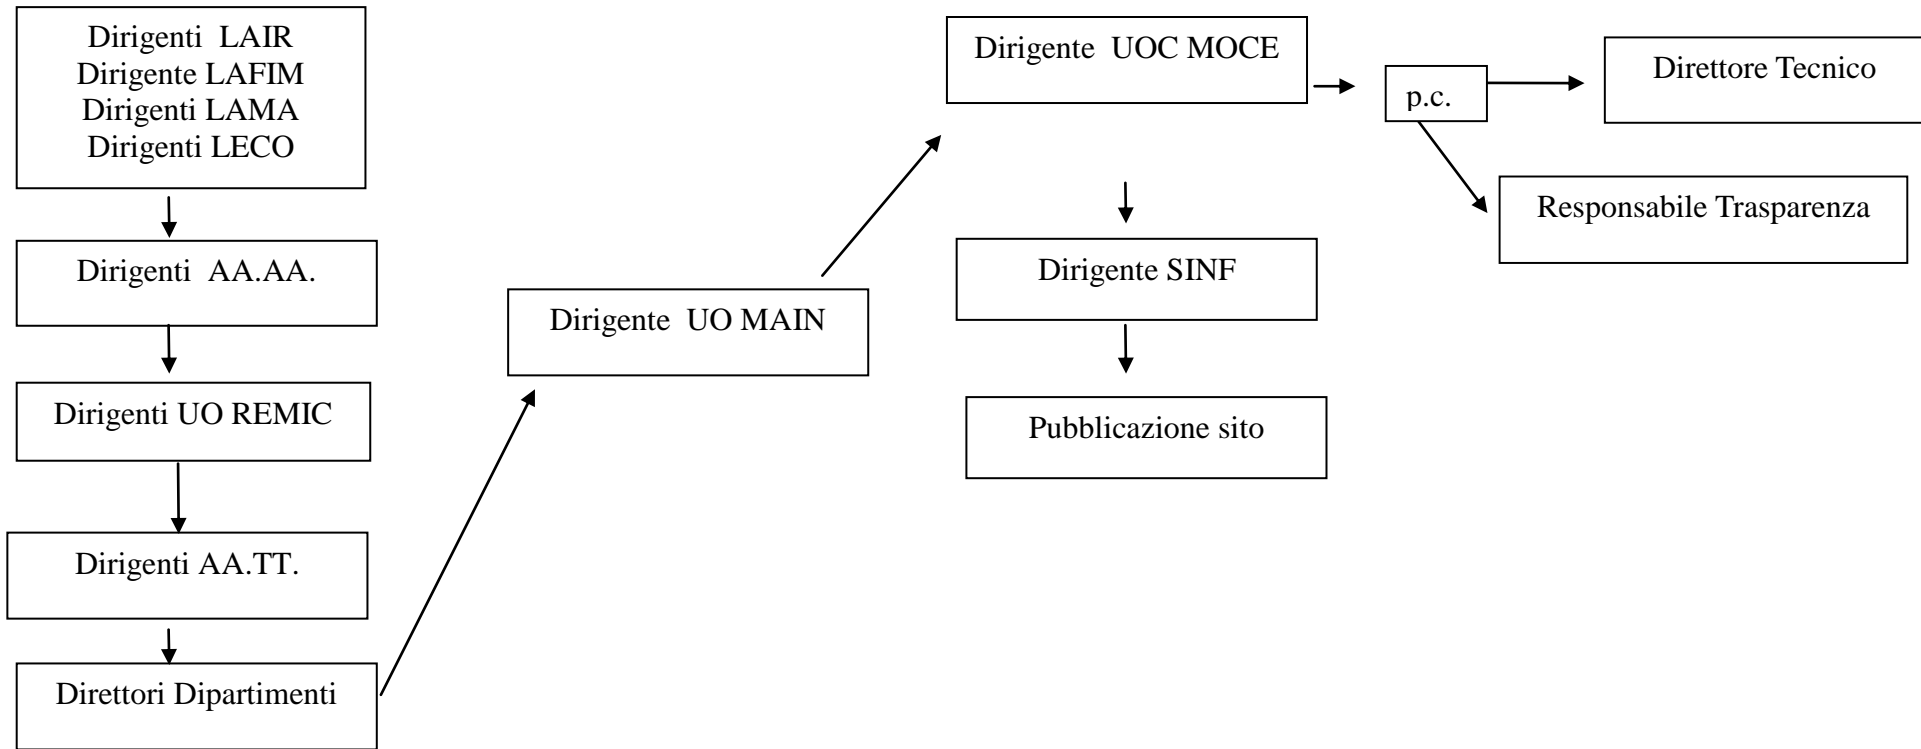 Dirigenti LAIR
Dirigente LAFIM
Dirigenti LAMA
Dirigenti LECO
Dirigenti AA.AA.
Dirigenti UO REMIC
Dirigenti AA.TT.
Direttori Dipartimenti
Dirigente UO MAIN
Dirigente UOC MOCE
p.c.
Direttore Tecnico
Responsabile Trasparenza
Dirigente SINF
Pubblicazione sito